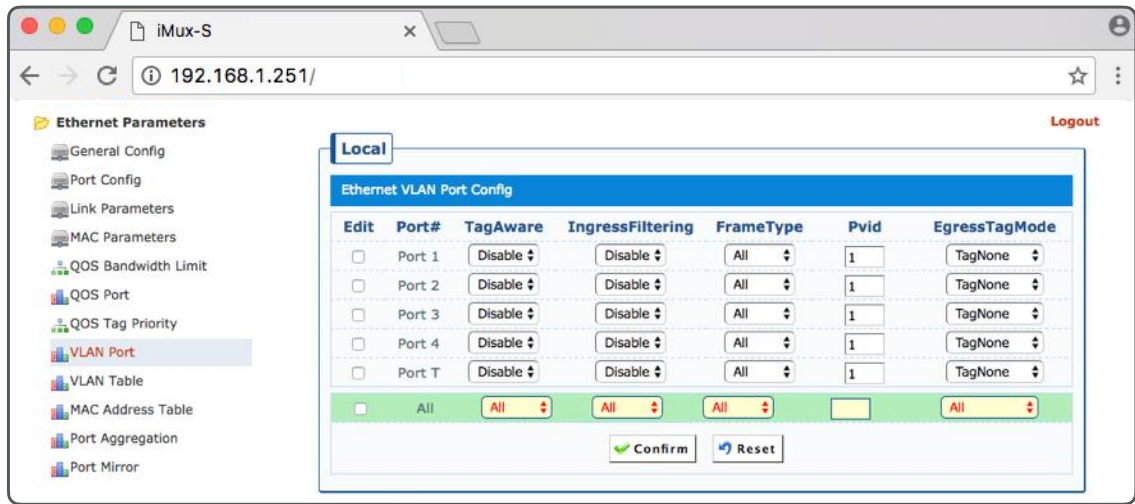 iMux-S
192.168.1.251/
Ethernet Parameters
General Config
Port Config
Link Parameters
MAC Parameters
QOS Bandwidth Limit
QOS Port
QOS Tag Priority
VLAN Port
VLAN Table
MAC Address Table
Port Aggregation
Port Mirror
Logout
Local
Ethernet VLAN Port Config
Edit Port# TagAware IngressFiltering FrameType Pvid EgressTagMode
Port 1 Disable Disable All 1 TagNone
Port 2 Disable Disable All 1 TagNone
Port 3 Disable Disable All 1 TagNone
Port 4 Disable Disable All 1 TagNone
Port T Disable Disable All 1 TagNone
All All All All All
Confirm Reset